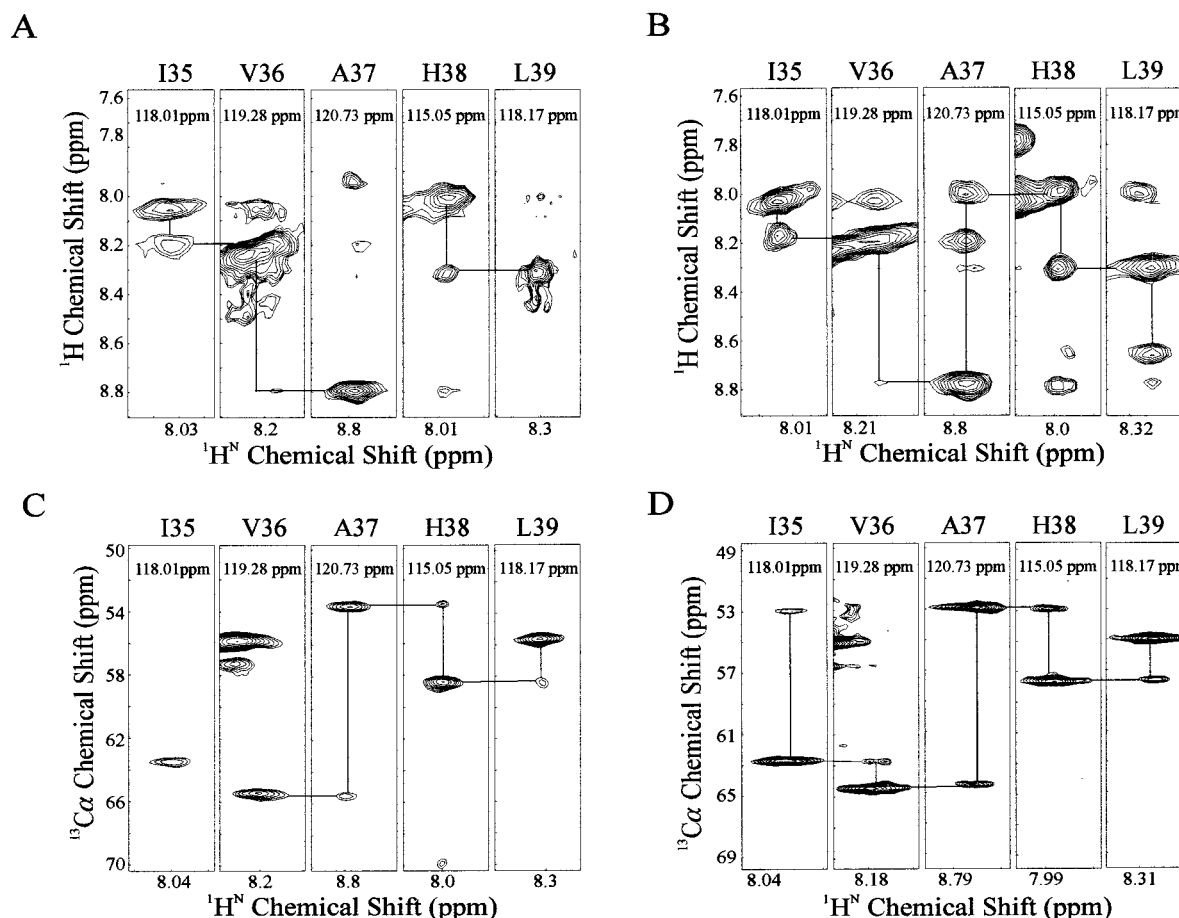 A
I35 V36 A37 H38 L39
118.01ppm 119.28 ppm 120.73 ppm 115.05 ppm 118.17 ppm
7.6
7.8
8.0
8.2
8.4
8.6
8.8
¹H Chemical Shift (ppm)
8.03 8.2 8.8 8.01 8.3
¹Hᴺ Chemical Shift (ppm)
B
I35 V36 A37 H38 L39
118.01ppm 119.28 ppm 120.73 ppm 115.05 ppm 118.17 ppm
7.6
7.8
8.0
8.2
8.4
8.6
8.8
¹H Chemical Shift (ppm)
8.01 8.21 8.8 8.0 8.32
¹Hᴺ Chemical Shift (ppm)
C
I35 V36 A37 H38 L39
118.01ppm 119.28 ppm 120.73 ppm 115.05 ppm 118.17 ppm
50
54
58
62
66
70
¹³Cα Chemical Shift (ppm)
8.04 8.2 8.8 8.0 8.3
¹Hᴺ Chemical Shift (ppm)
D
I35 V36 A37 H38 L39
118.01ppm 119.28 ppm 120.73 ppm 115.05 ppm 118.17 ppm
49
53
57
61
65
69
¹³Cα Chemical Shift (ppm)
8.04 8.18 8.79 7.99 8.31
¹Hᴺ Chemical Shift (ppm)